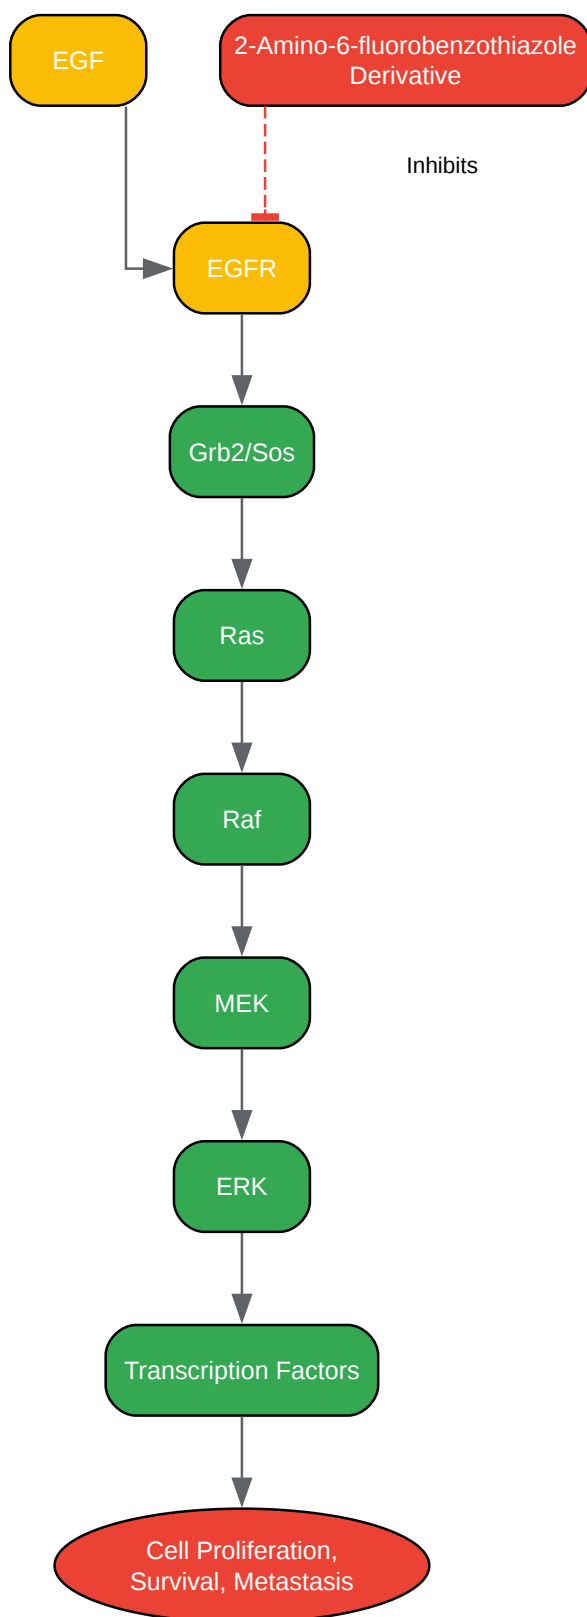 EGF
2-Amino-6-fluorobenzothiazole
Derivative
Inhibits
EGFR
Grb2/Sos
Ras
Raf
MEK
ERK
Transcription Factors
Cell Proliferation,
Survival, Metastasis